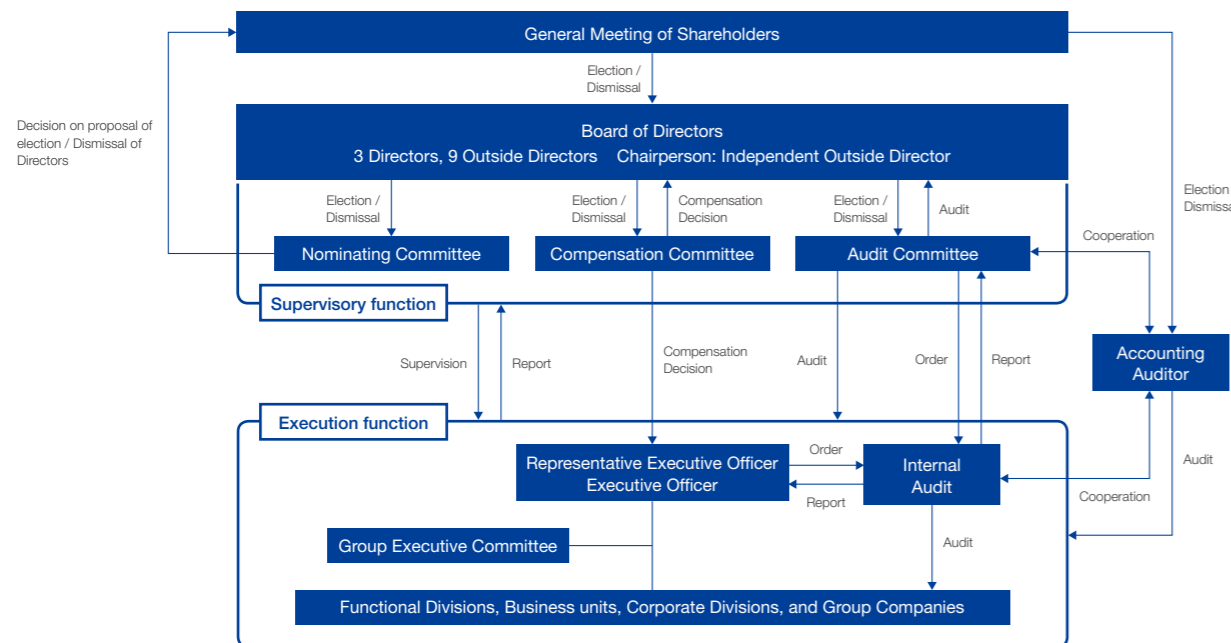 General Meeting of Shareholders
Election /
Dismissal
Decision on proposal of
election / Dismissal of
Directors
Board of Directors
3 Directors, 9 Outside Directors    Chairperson: Independent Outside Director
Election /
Dismissal
Election /
Dismissal
Compensation
Decision
Election /
Dismissal
Audit
Election
Dismissa
Cooperation
Nominating Committee
Compensation Committee
Audit Committee
Supervisory function
Supervision
Report
Compensation
Decision
Audit
Order
Report
Accounting
Auditor
Execution function
Representative Executive Officer
Executive Officer
Order
Report
Internal
Audit
Audit
Cooperation
Group Executive Committee
Audit
Functional Divisions, Business units, Corporate Divisions, and Group Companies